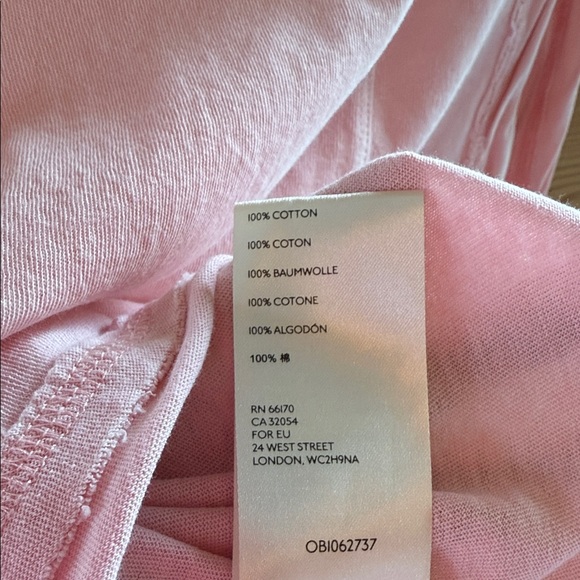 100% COTTON
100% COTON
100% BAUMWOLLE
100% COTONE
100% ALGODÓN
100% 棉
RN 66170
CA 32054
FOR EU
24 WEST STREET
LONDON, WC2H9NA
OB1062737